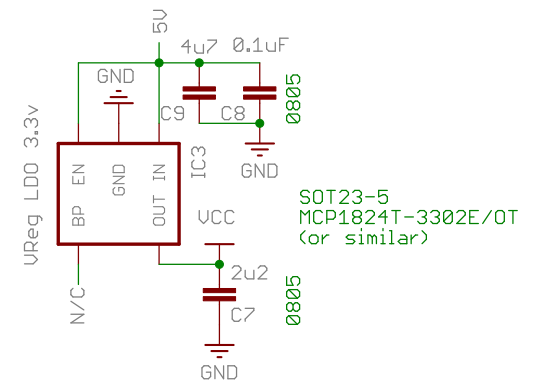 5V
4u7
0.1uF
GND
C9
C8
0805
GND
VReg LDO 3.3v
IC3
EN
GND
IN
BP
OUT
SOT23-5
MCP1824T-3302E/OT
(or similar)
VCC
N/C
2u2
C7
0805
GND